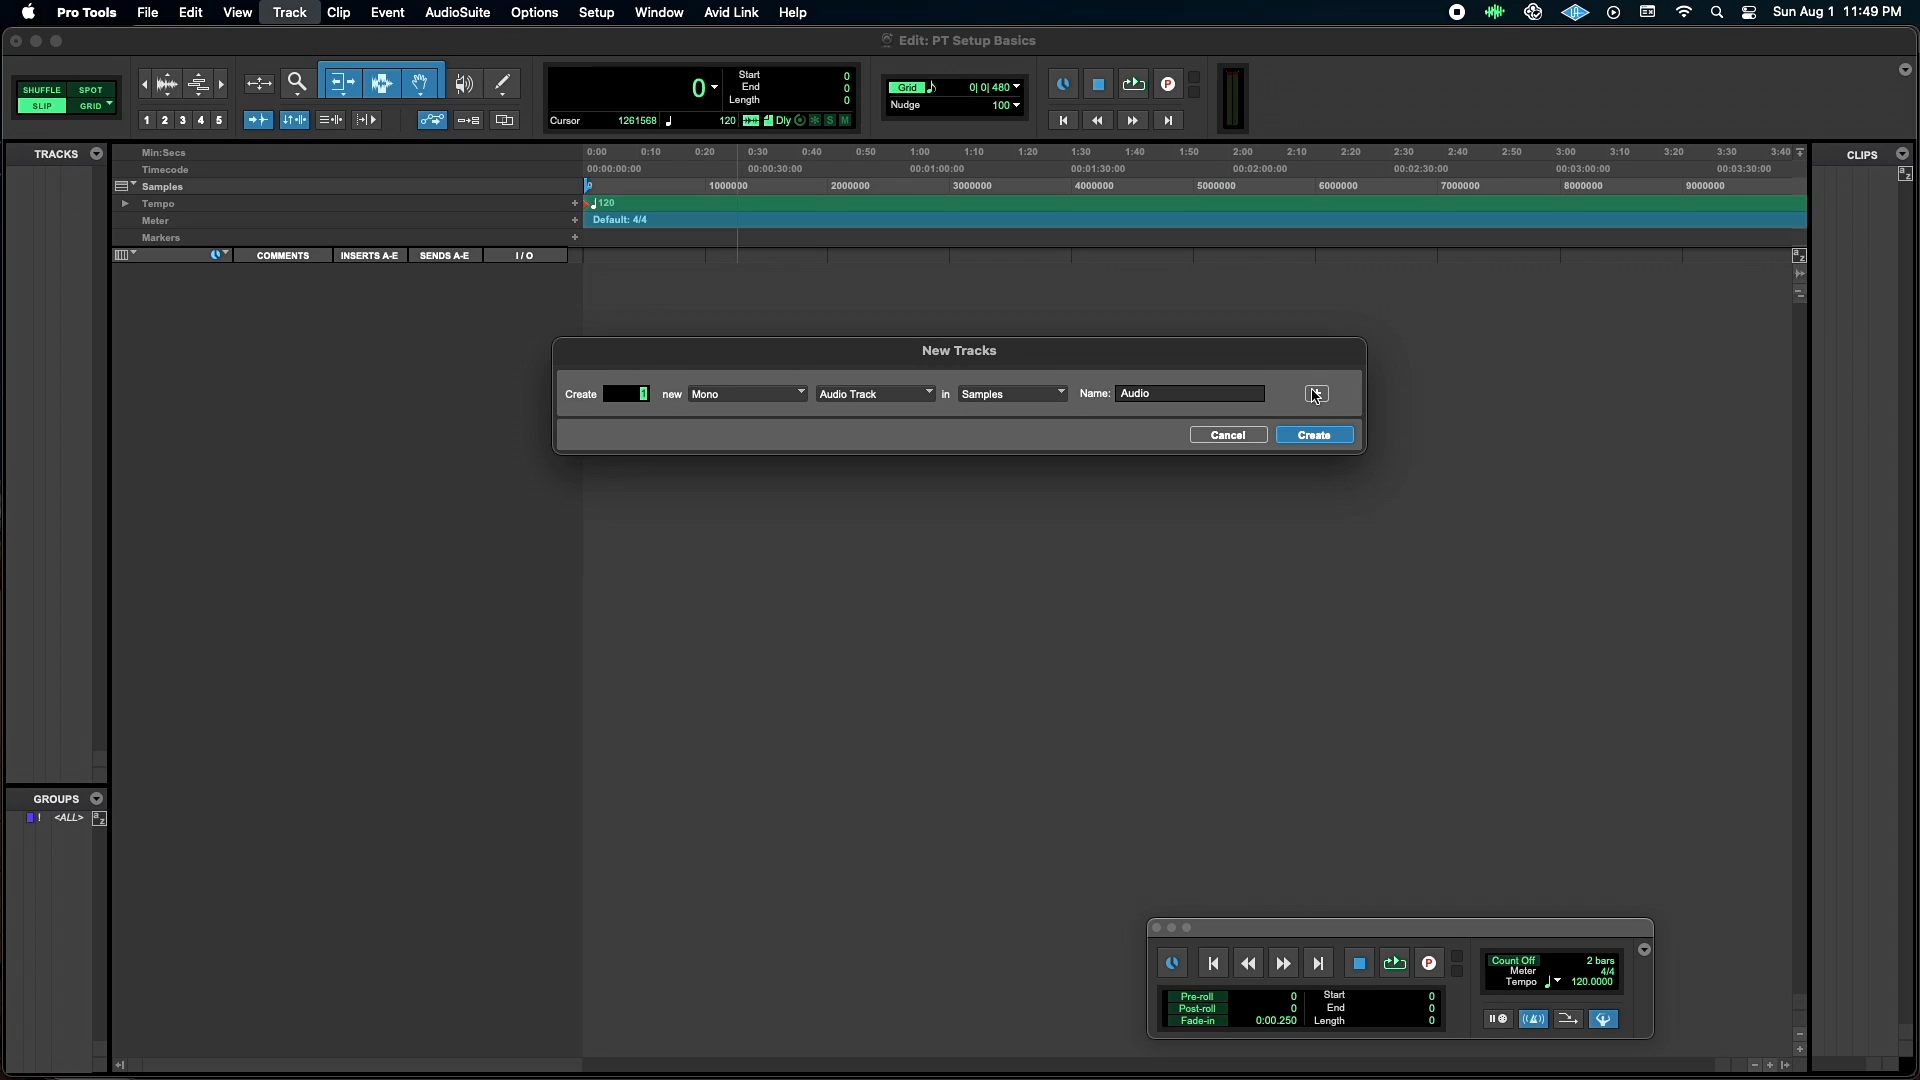 Pro Tools File Edit View Track Clip Event AudioSuite Options Setup Window Avid Link Help Sun Aug 1 11:49 PM
Edit: PT Setup Basics
SHUFFLE SPOT
SLIP GRID
1 2 3 4 5
0
Start 0
End 0
Length 0
Cursor 1261568 120 Dly S M
Grid 0| 0| 480
Nudge 100
P
TRACKS
CLIPS
Min:Secs 0:00 0:10 0:20 0:30 0:40 0:50 1:00 1:10 1:20 1:30 1:40 1:50 2:00 2:10 2:20 2:30 2:40 2:50 3:00 3:10 3:20 3:30 3:40
Timecode 00:00:00:00 00:00:30:00 00:01:00:00 00:01:30:00 00:02:00:00 00:02:30:00 00:03:00:00 00:03:30:00
Samples 0 1000000 2000000 3000000 4000000 5000000 6000000 7000000 8000000 9000000
Tempo + 120
Meter + Default: 4/4
Markers +
COMMENTS INSERTS A-E SENDS A-E I / O
a z
New Tracks
Create 1 new Mono Audio Track in Samples Name: Audio
Cancel Create
GROUPS
! <ALL> a z
P
Count Off 2 bars
Meter 4/4
Tempo 120.0000
Pre-roll 0 Start 0
Post-roll 0 End 0
Fade-in 0:00.250 Length 0